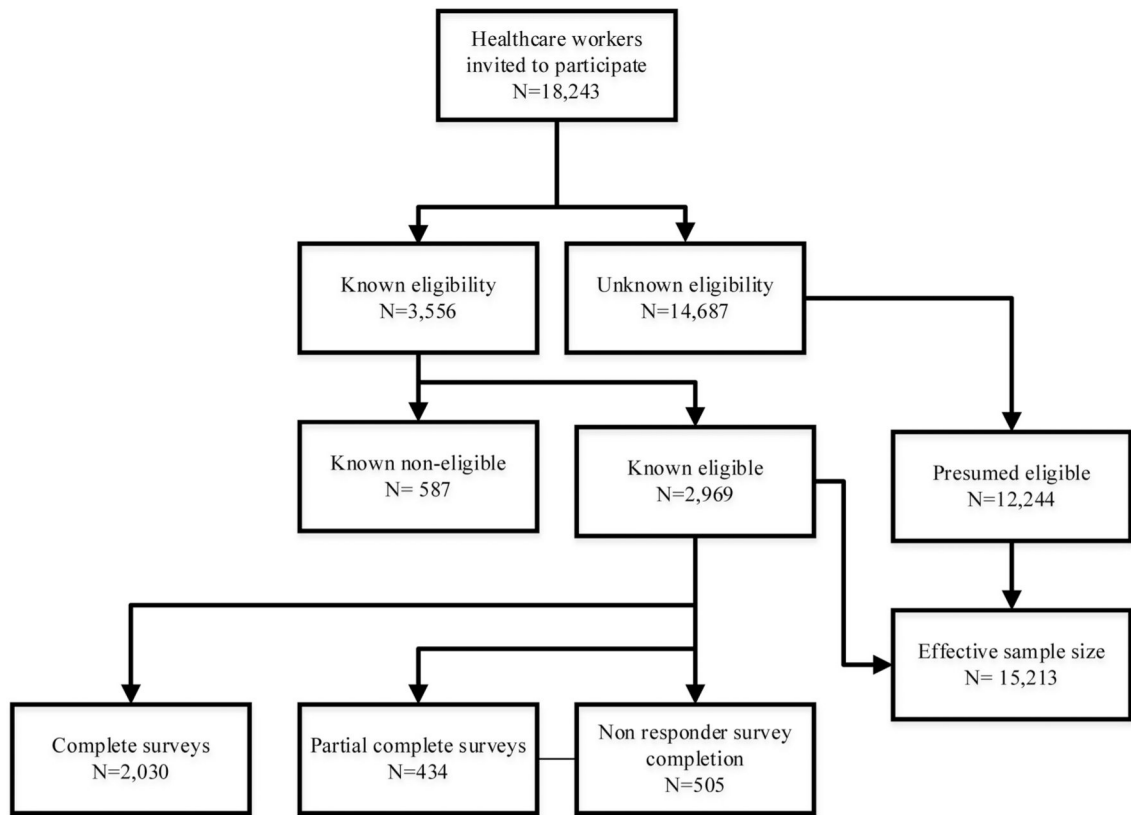 Healthcare workers
invited to participate
N=18,243
Known eligibility
N=3,556
Unknown eligibility
N=14,687
Known non-eligible
N= 587
Known eligible
N=2,969
Presumed eligible
N=12,244
Effective sample size
N= 15,213
Complete surveys
N=2,030
Partial complete surveys
N=434
Non responder survey
completion
N=505